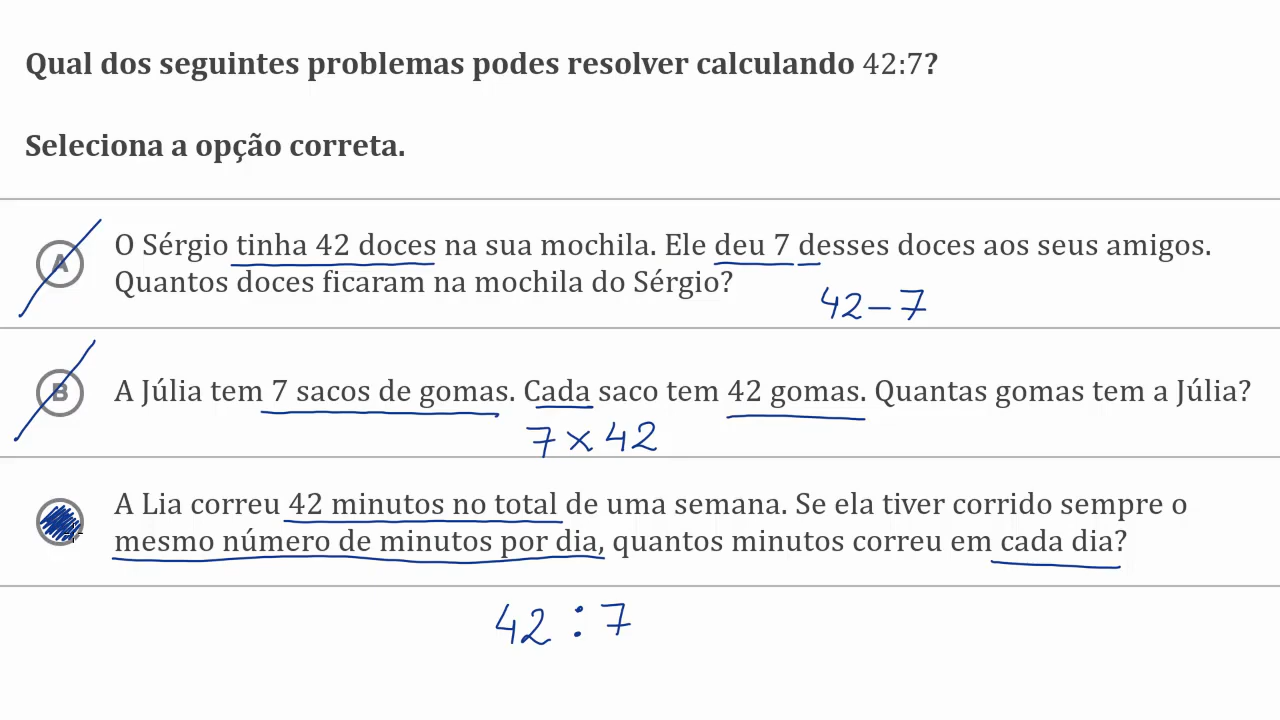 Qual dos seguintes problemas podes resolver calculando 42:7?
Seleciona a opção correta.
A
O Sérgio tinha 42 doces na sua mochila. Ele deu 7 desses doces aos seus amigos.
Quantos doces ficaram na mochila do Sérgio?
42 – 7
B
A Júlia tem 7 sacos de gomas. Cada saco tem 42 gomas. Quantas gomas tem a Júlia?
7 × 42
A Lia correu 42 minutos no total de uma semana. Se ela tiver corrido sempre o
mesmo número de minutos por dia, quantos minutos correu em cada dia?
42 : 7